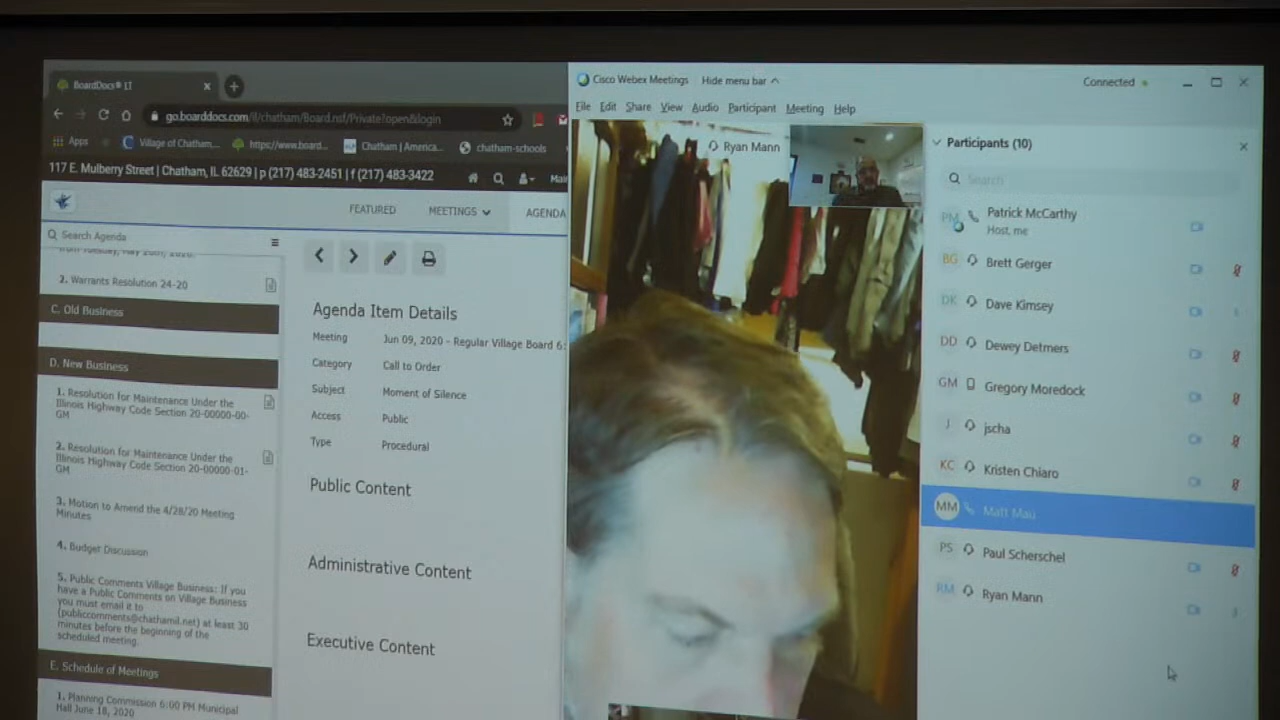 BoardDocs® LT
x
+
go.boarddocs.com/il/chatham/Board.nsf/Private?open&login
Apps
Village of Chatham,...
https://www.board...
Chatham | America...
chatham-schools
117 E. Mulberry Street | Chatham, IL 62629 | p (217) 483-2451 | f (217) 483-3422
FEATURED
MEETINGS
AGENDA
Search Agenda
2. Warrants Resolution 24-20
C. Old Business
D. New Business
1. Resolution for Maintenance Under the
Illinois Highway Code Section 20-00000-00-
GM
2. Resolution for Maintenance Under the
Illinois Highway Code Section 20-00000-01-
GM
3. Motion to Amend the 4/28/20 Meeting
Minutes
4. Budget Discussion
5. Public Comments Village Business: If you
have a Public Comments on Village Business
you must email it to
(publiccomments@chathamil.net) at least 30
minutes before the beginning of the
scheduled meeting.
E. Schedule of Meetings
1. Planning Commission 6:00 PM Municipal
Hall June 18, 2020
Agenda Item Details
Meeting
Jun 09, 2020 - Regular Village Board 6:
Category
Call to Order
Subject
Moment of Silence
Access
Public
Type
Procedural
Public Content
Administrative Content
Executive Content
Cisco Webex Meetings
Hide menu bar
Connected
File Edit Share View Audio Participant Meeting Help
Ryan Mann
Participants (10)
Search
PM
Patrick McCarthy
Host, me
BG
Brett Gerger
DK
Dave Kimsey
DD
Dewey Detmers
GM
Gregory Moredock
J
jscha
KC
Kristen Chiaro
MM
Matt Mau
PS
Paul Scherschel
RM
Ryan Mann